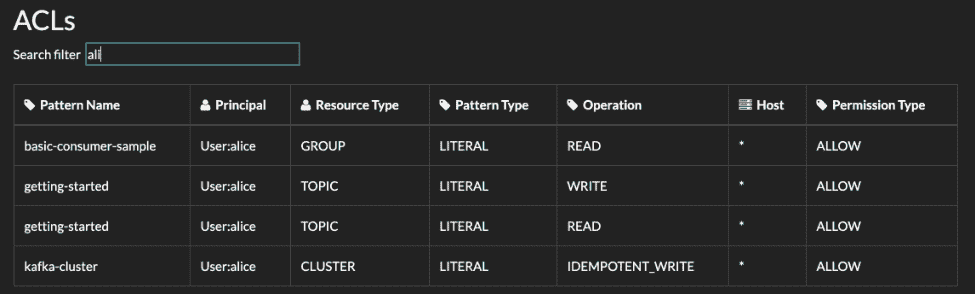 ACLs
Search filter ali
Pattern Name Principal Resource Type Pattern Type Operation Host Permission Type
basic-consumer-sample User:alice GROUP LITERAL READ * ALLOW
getting-started User:alice TOPIC LITERAL WRITE * ALLOW
getting-started User:alice TOPIC LITERAL READ * ALLOW
kafka-cluster User:alice CLUSTER LITERAL IDEMPOTENT_WRITE * ALLOW